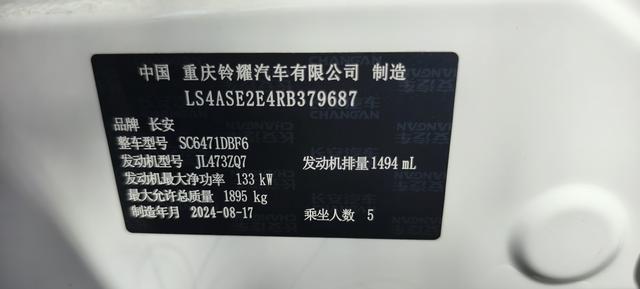 中国 重庆铃耀汽车有限公司 制造
LS4ASE2E4RB379687
品牌 长安
整车型号 SC6471DBF6
发动机型号 JL473ZQ7 发动机排量 1494 mL
发动机最大净功率 133 kW
最大允许总质量 1895 kg
制造年月 2024-08-17 乘坐人数 5